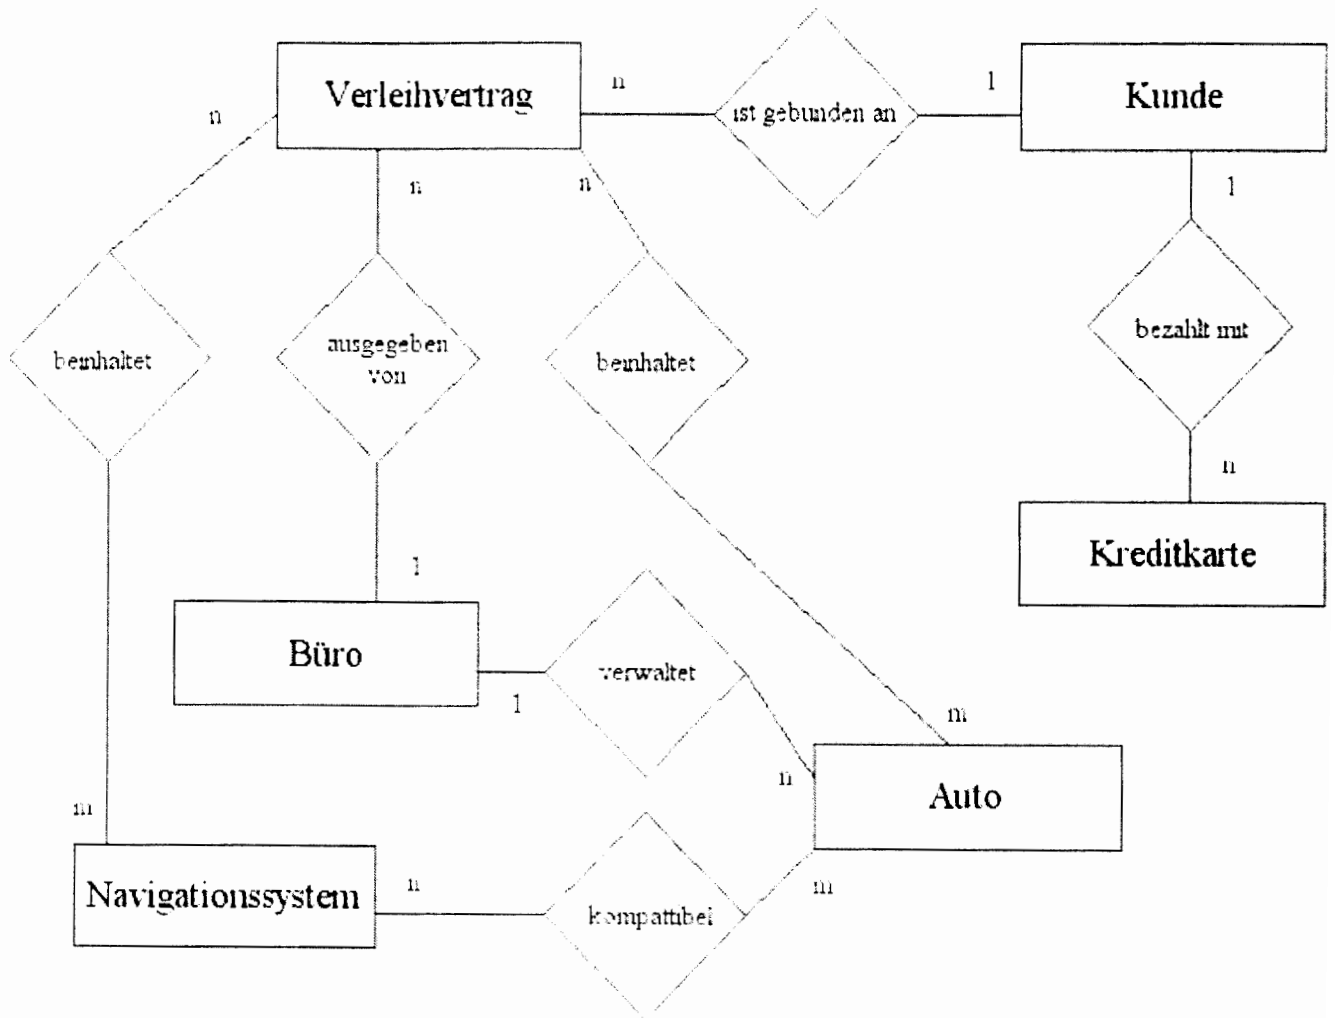 Verleihvertrag
n
ist gebunden an
1
Kunde
n
n
n
1
beinhaltet
ausgegeben
von
beinhaltet
bezahlt mit
n
Kreditkarte
1
Büro
1
verwaltet
m
n
Auto
m
Navigationssystem
n
kompattibel
m